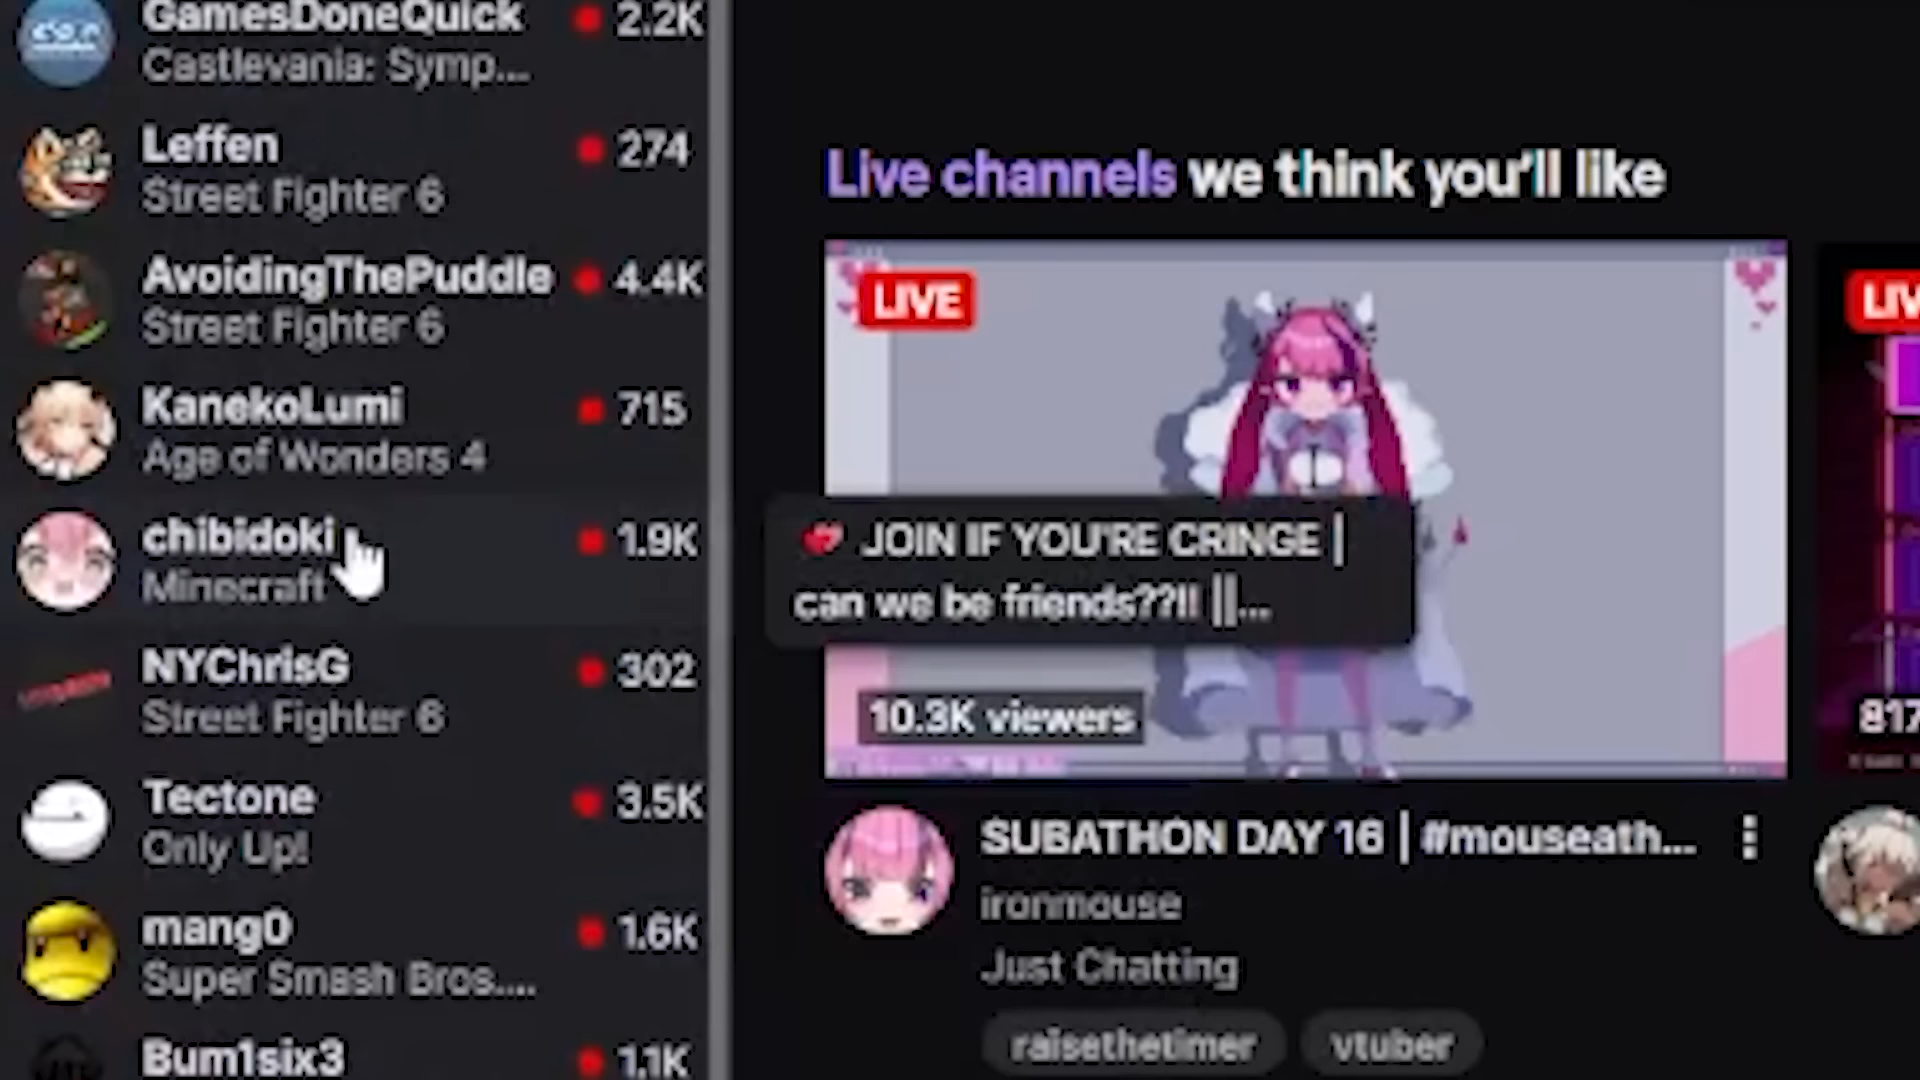 GamesDoneQuick 2.2K
Castlevania: Symp...
Leffen 274
Street Fighter 6
AvoidingThePuddle 4.4K
Street Fighter 6
KanekoLumi 715
Age of Wonders 4
chibidoki 1.9K
Minecraft
NYChrisG 302
Street Fighter 6
Tectone 3.5K
Only Up!
mang0 1.6K
Super Smash Bros....
Bum1six3 1.1K
Live channels we think you'll like
LIVE
JOIN IF YOU'RE CRINGE |
can we be friends??!! ||...
10.3K viewers
SUBATHON DAY 16 | #mouseath...
ironmouse
Just Chatting
raisethetimer vtuber
LIV
817